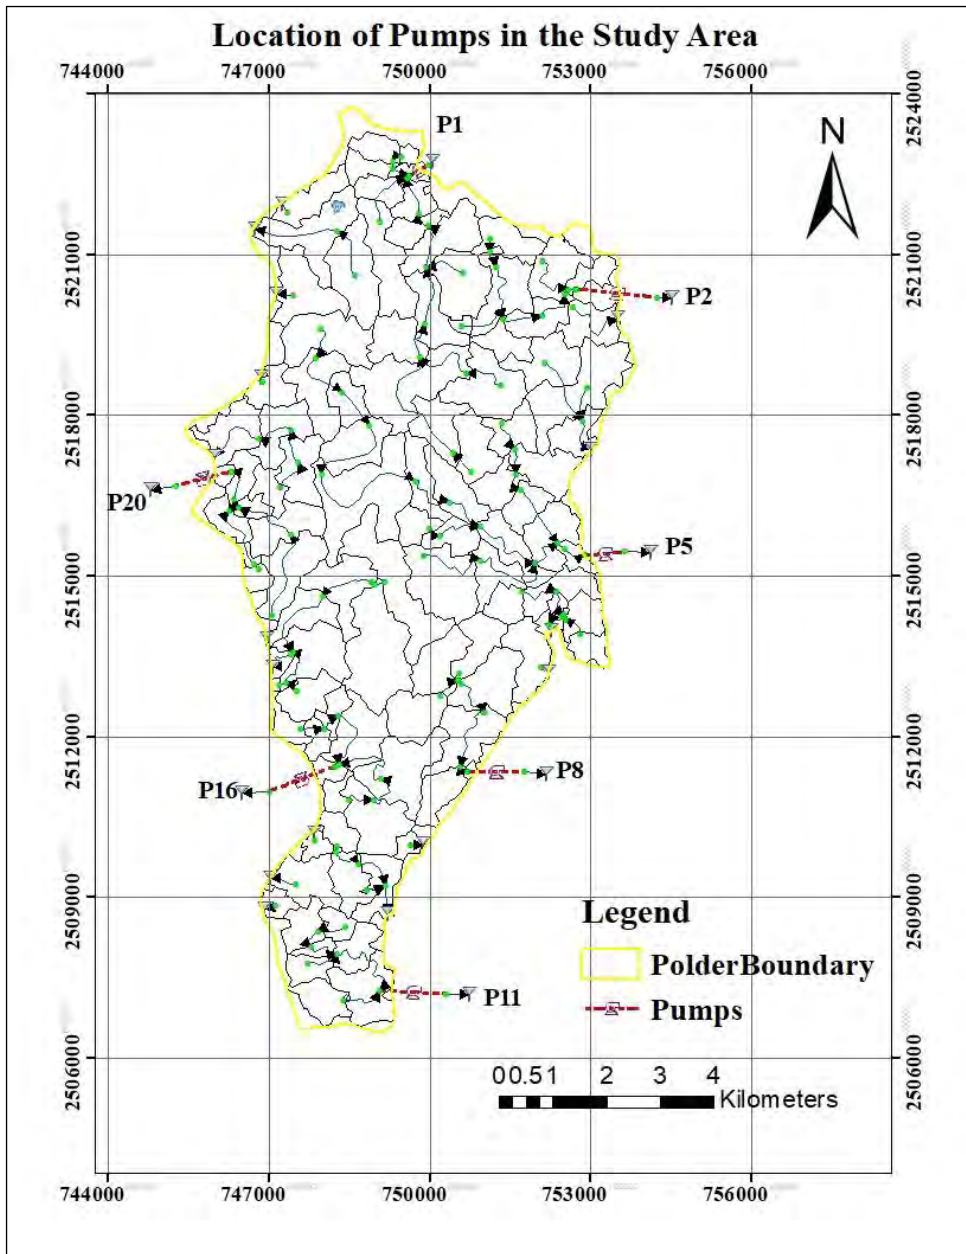 Location of Pumps in the Study Area
744000 747000 750000 753000 756000
2524000 2524000
P1
N
2521000 2521000
P2
2518000 2518000
P20
P5
2515000 2515000
2512000 2512000
P16
P8
2509000 2509000
Legend
PolderBoundary
P11
Pumps
2506000 2506000
0 0.5 1 2 3 4
Kilometers
744000 747000 750000 753000 756000